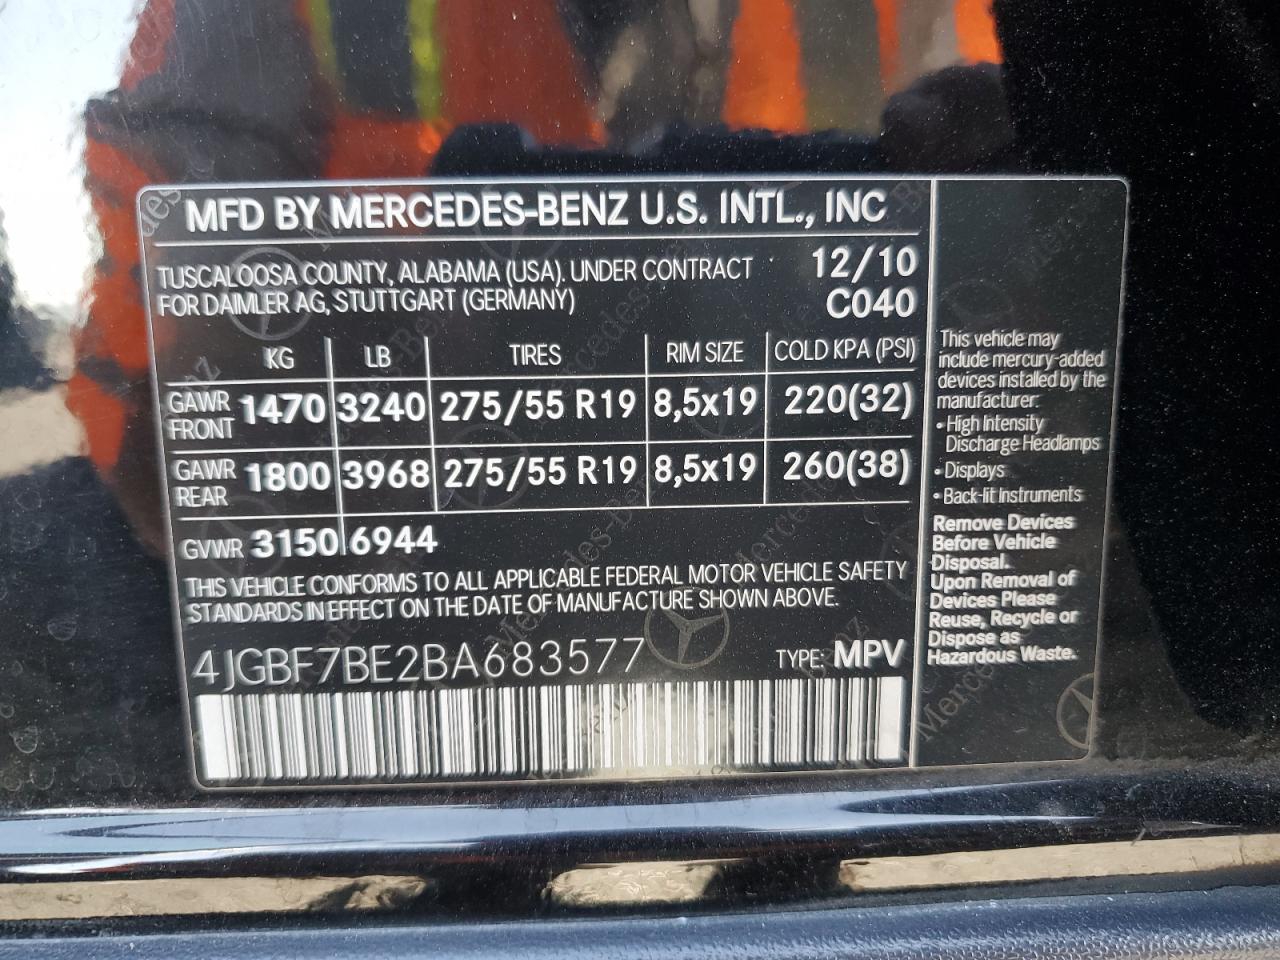 MFD BY MERCEDES-BENZ U.S. INTL., INC
TUSCALOOSA COUNTY, ALABAMA (USA). UNDER CONTRACT
FOR DAIMLER AG, STUTTGART (GERMANY)
12/10
C040
KG LB TIRES RIM SIZE COLD KPA (PSI)
GAWR FRONT 1470 3240 275/55 R19 8,5x19 220(32)
GAWR REAR 1800 3968 275/55 R19 8,5x19 260(38)
GVWR 3150 6944
THIS VEHICLE CONFORMS TO ALL APPLICABLE FEDERAL MOTOR VEHICLE SAFETY
STANDARDS IN EFFECT ON THE DATE OF MANUFACTURE SHOWN ABOVE.
4JGBF7BE2BA683577
TYPE: MPV
This vehicle may
include mercury-added
devices installed by the
manufacturer:
• High Intensity
Discharge Headlamps
• Displays
• Back-lit Instruments
Remove Devices
Before Vehicle
Disposal.
Upon Removal of
Devices Please
Reuse, Recycle or
Dispose as
Hazardous Waste.